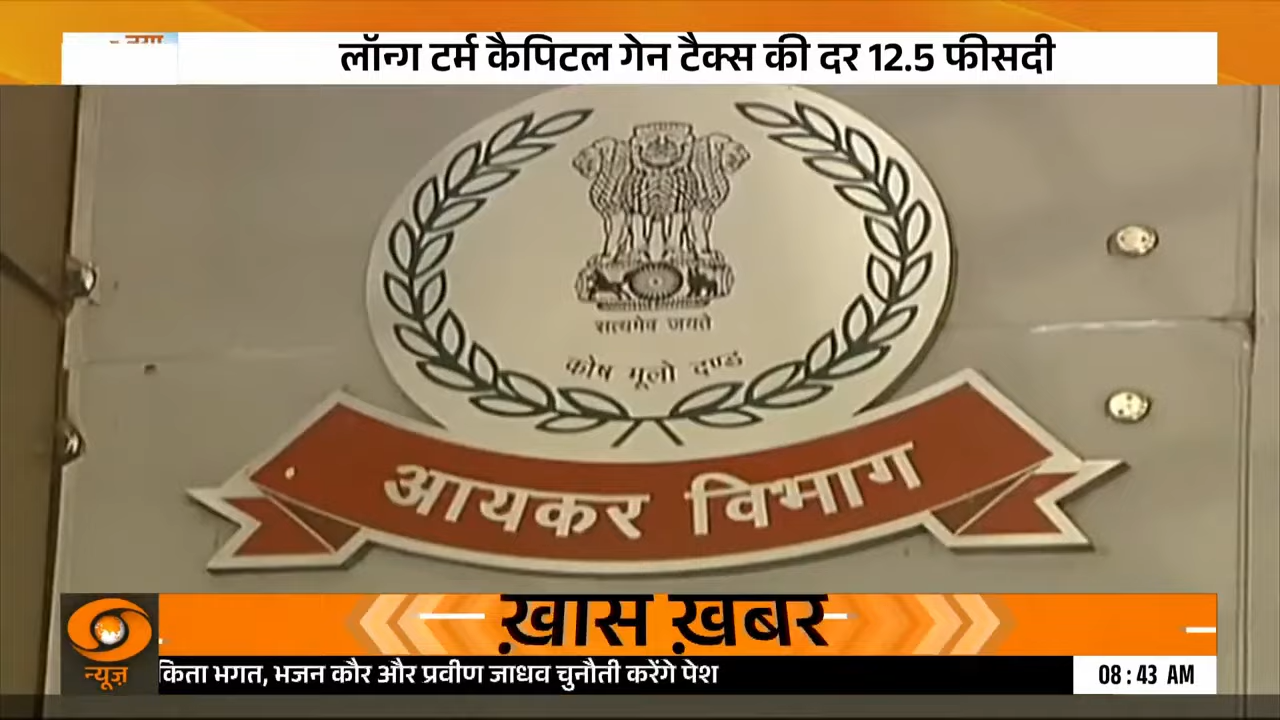 लॉन्ग टर्म कैपिटल गेन टैक्स की दर 12.5 फीसदी
सत्यमेव जयते
कोष मूलो दण्ड
आयकर विभाग
ख़ास ख़बर
न्यूज़
किता भगत, भजन कौर और प्रवीण जाधव चुनौती करेंगे पेश
08:43 AM